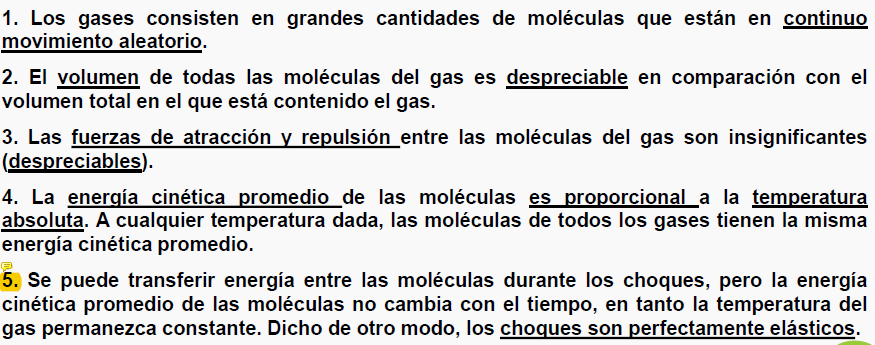 1. Los gases consisten en grandes cantidades de moléculas que están en continuo
movimiento aleatorio.
2. El volumen de todas las moléculas del gas es despreciable en comparación con el
volumen total en el que está contenido el gas.
3. Las fuerzas de atracción y repulsión entre las moléculas del gas son insignificantes
(despreciables).
4. La energía cinética promedio de las moléculas es proporcional a la temperatura
absoluta. A cualquier temperatura dada, las moléculas de todos los gases tienen la misma
energía cinética promedio.
5. Se puede transferir energía entre las moléculas durante los choques, pero la energía
cinética promedio de las moléculas no cambia con el tiempo, en tanto la temperatura del
gas permanezca constante. Dicho de otro modo, los choques son perfectamente elásticos.